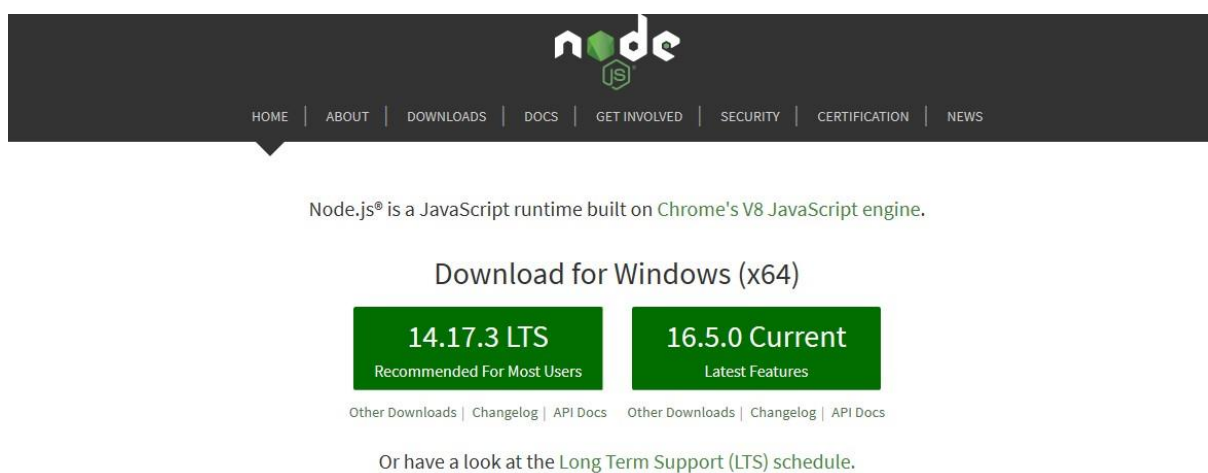 node
JS
HOME | ABOUT | DOWNLOADS | DOCS | GET INVOLVED | SECURITY | CERTIFICATION | NEWS
Node.js® is a JavaScript runtime built on Chrome's V8 JavaScript engine.
Download for Windows (x64)
14.17.3 LTS
Recommended For Most Users
16.5.0 Current
Latest Features
Other Downloads | Changelog | API Docs
Other Downloads | Changelog | API Docs
Or have a look at the Long Term Support (LTS) schedule.